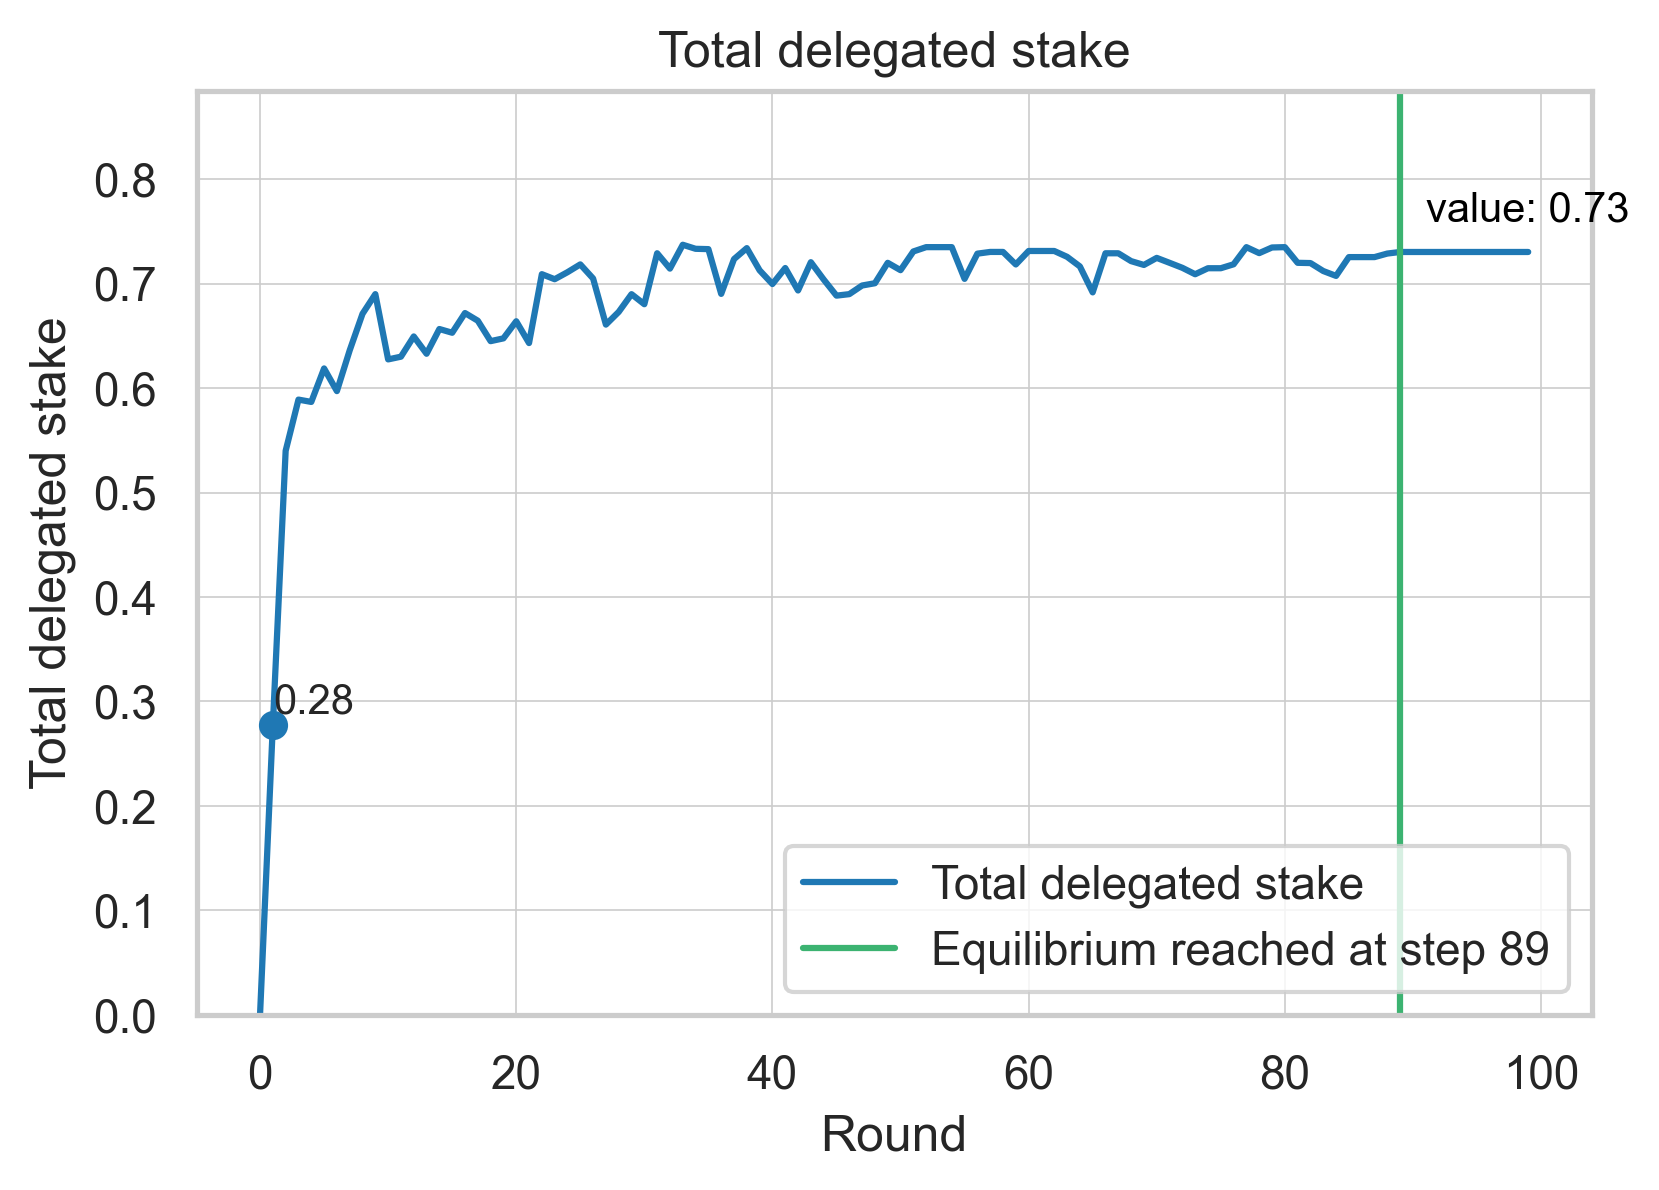 Total delegated stake
Total delegated stake
0.8
0.7
0.6
0.5
0.4
0.3
0.2
0.1
0.0
value: 0.73
0.28
Total delegated stake
Equilibrium reached at step 89
0 20 40 60 80 100
Round